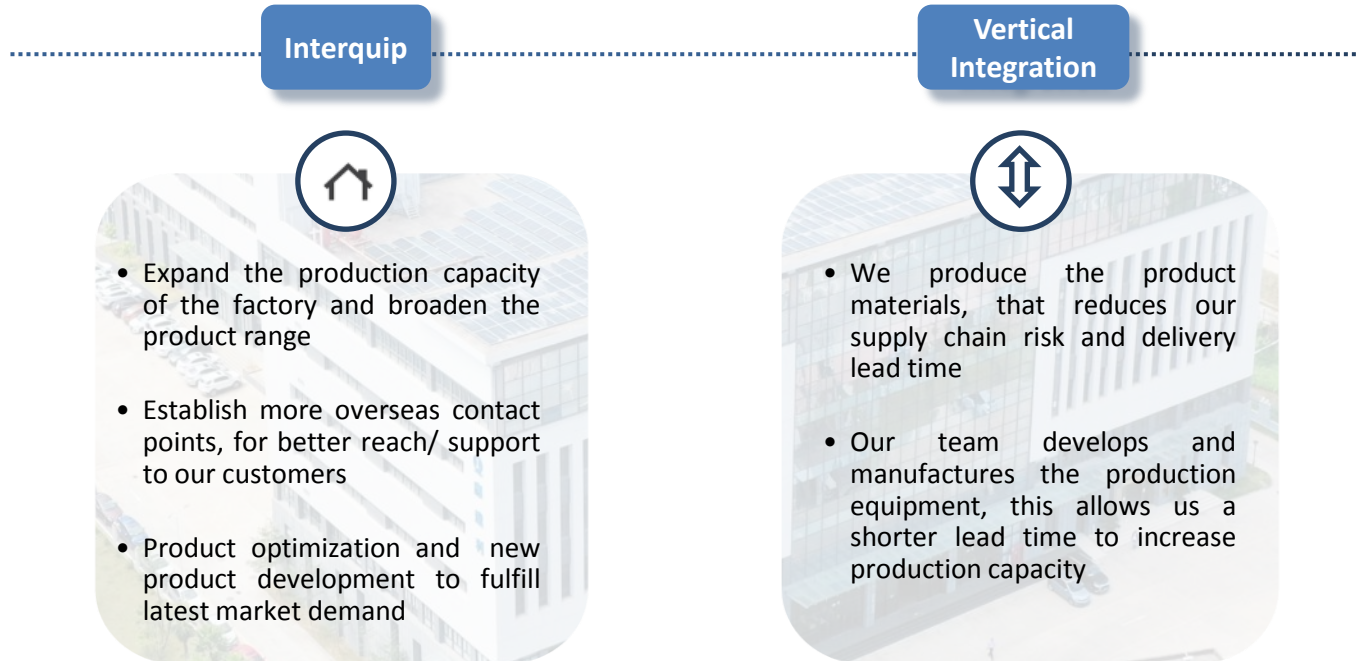 Interquip
Vertical
Integration
• Expand the production capacity
of the factory and broaden the
product range
• Establish more overseas contact
points, for better reach/ support
to our customers
• Product optimization and new
product development to fulfill
latest market demand
• We produce the product
materials, that reduces our
supply chain risk and delivery
lead time
• Our team develops and
manufactures the production
equipment, this allows us a
shorter lead time to increase
production capacity